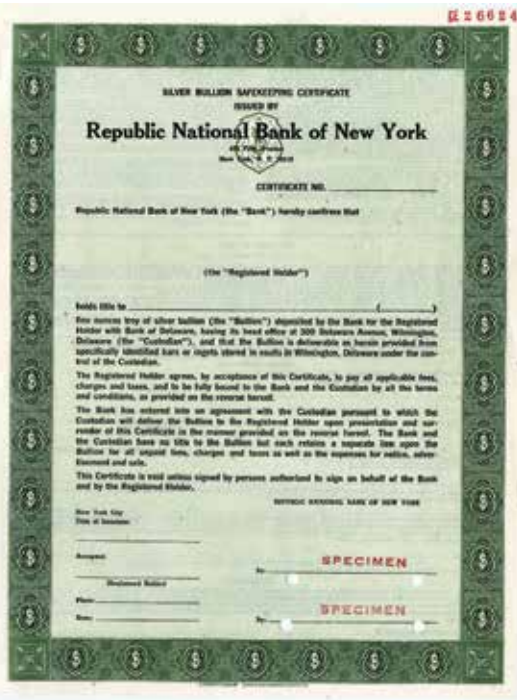 26624
SILVER BULLION SAFEKEEPING CERTIFICATE
ISSUED BY
Republic National Bank of New York
New York, N. Y.
CERTIFICATE NO.
Republic National Bank of New York (the "Bank") hereby confirms that
(the "Registered Holder")
holds title to ( )
fine ounces troy of silver bullion (the "Bullion") deposited by the Bank for the Registered
Holder with Bank of Delaware, having its head office at 300 Delaware Avenue, Wilmington,
Delaware (the "Custodian"), and that the Bullion is deliverable as herein provided from
specifically identified bars or ingots stored in vaults in Wilmington, Delaware under the con-
trol of the Custodian.
The Registered Holder agrees, by acceptance of this Certificate, to pay all applicable fees,
charges and taxes, and to be fully bound to the Bank and the Custodian by all the terms
and conditions, as provided on the reverse hereof.
The Bank has entered into an agreement with the Custodian pursuant to which the
Custodian will deliver the Bullion to the Registered Holder upon presentation and sur-
render of this Certificate in the manner provided on the reverse hereof. The Bank and
the Custodian have no title to the Bullion but each retains a separate lien upon the
Bullion for all unpaid fees, charges and taxes as well as the expenses for notice, adver-
tisement and sale.
This Certificate is void unless signed by persons authorized to sign on behalf of the Bank
and by the Registered Holder.
REPUBLIC NATIONAL BANK OF NEW YORK
New York City
Date of Issuance
Accepted:
By SPECIMEN
Registered Holder
Place
Date
By SPECIMEN